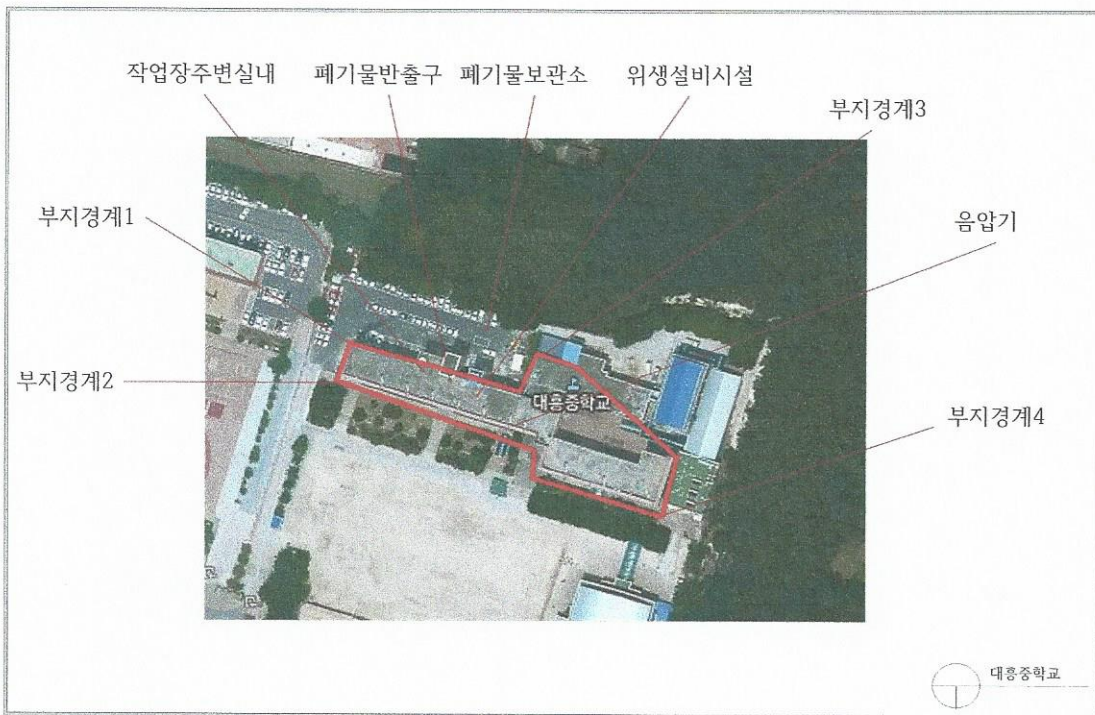 작업장주변실내
폐기물반출구
폐기물보관소
위생설비시설
부지경계3
부지경계1
음압기
부지경계2
대흥중학교
부지경계4
대흥중학교